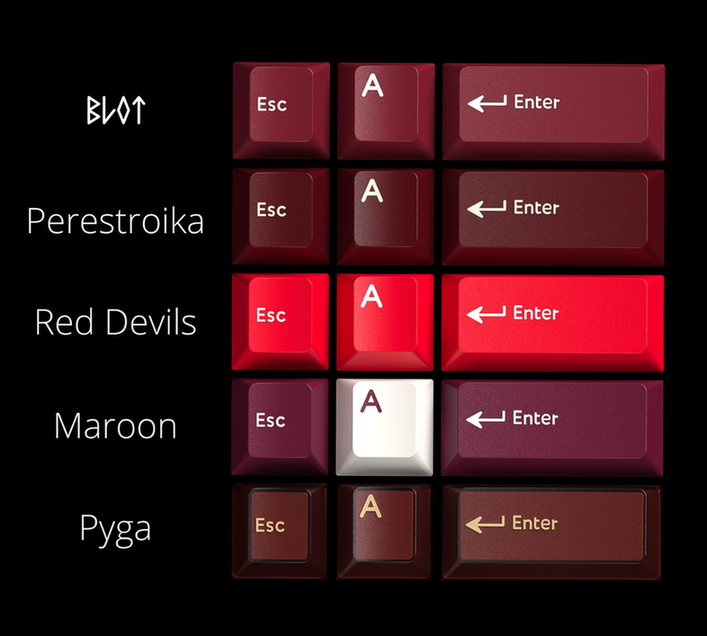 BLOT
Esc
A
Enter
Perestroika
Esc
A
Enter
Red Devils
Esc
A
Enter
Maroon
Esc
A
Enter
Pyga
Esc
A
Enter